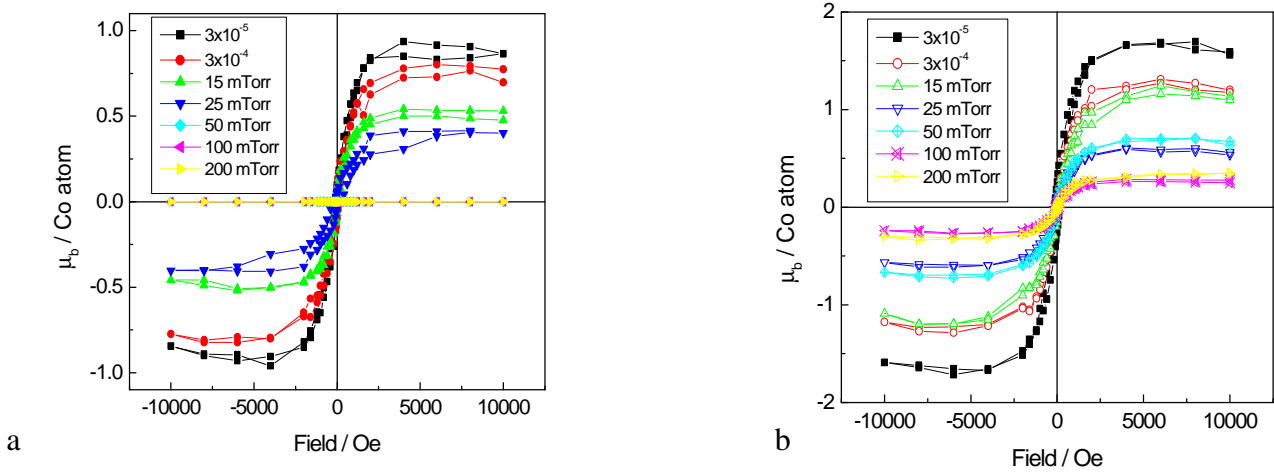 1.0
0.5
0.0
-0.5
-1.0
μb / Co atom
3x10-5
3x10-4
15 mTorr
25 mTorr
50 mTorr
100 mTorr
200 mTorr
-10000 -5000 0 5000 10000
Field / Oe
a
2
1
0
-1
-2
μb / Co atom
3x10-5
3x10-4
15 mTorr
25 mTorr
50 mTorr
100 mTorr
200 mTorr
-10000 -5000 0 5000 10000
Field / Oe
b